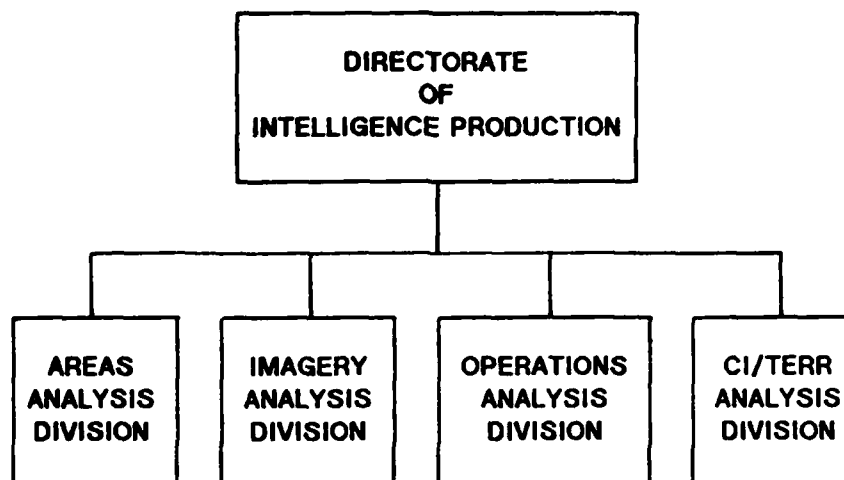 DIRECTORATE
OF
INTELLIGENCE PRODUCTION
AREAS
ANALYSIS
DIVISION
IMAGERY
ANALYSIS
DIVISION
OPERATIONS
ANALYSIS
DIVISION
CI/TERR
ANALYSIS
DIVISION